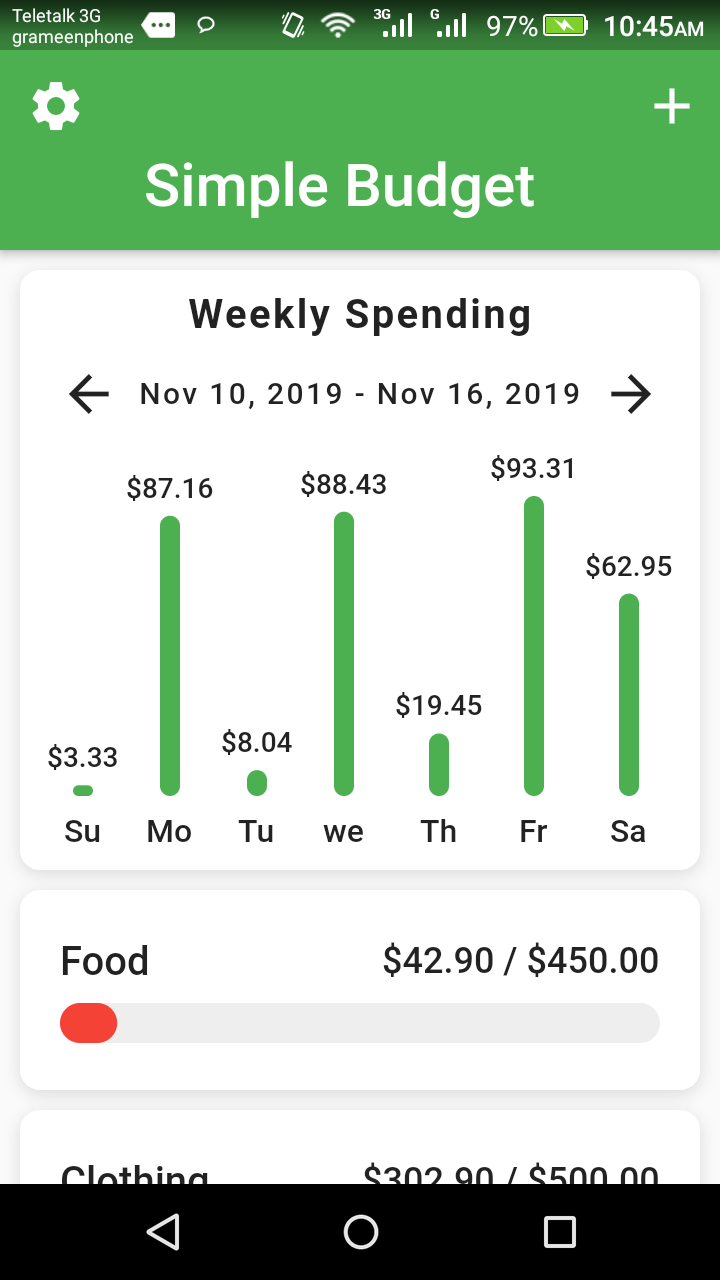 Teletalk 3G
grameenphone
3G G 97% 10:45AM
Simple Budget
Weekly Spending
Nov 10, 2019 - Nov 16, 2019
$3.33 $87.16 $8.04 $88.43 $19.45 $93.31 $62.95
Su Mo Tu we Th Fr Sa
Food $42.90 / $450.00
Clothing $302.90 / $500.00